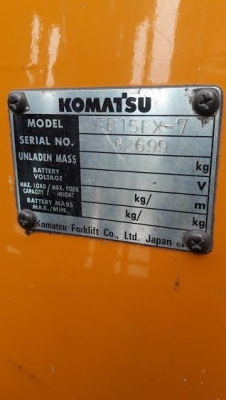 KOMATSU
MODEL FB15EX-7
SERIAL NO. 82699
UNLADEN MASS kg
BATTERY VOLTAGE V
MAX. LOAD / MAX. FORK
CAPACITY / HEIGHT kg/ m
BATTERY MASS
MAX./MIN. kg/ kg
Komatsu Forklift Co., Ltd. Japan